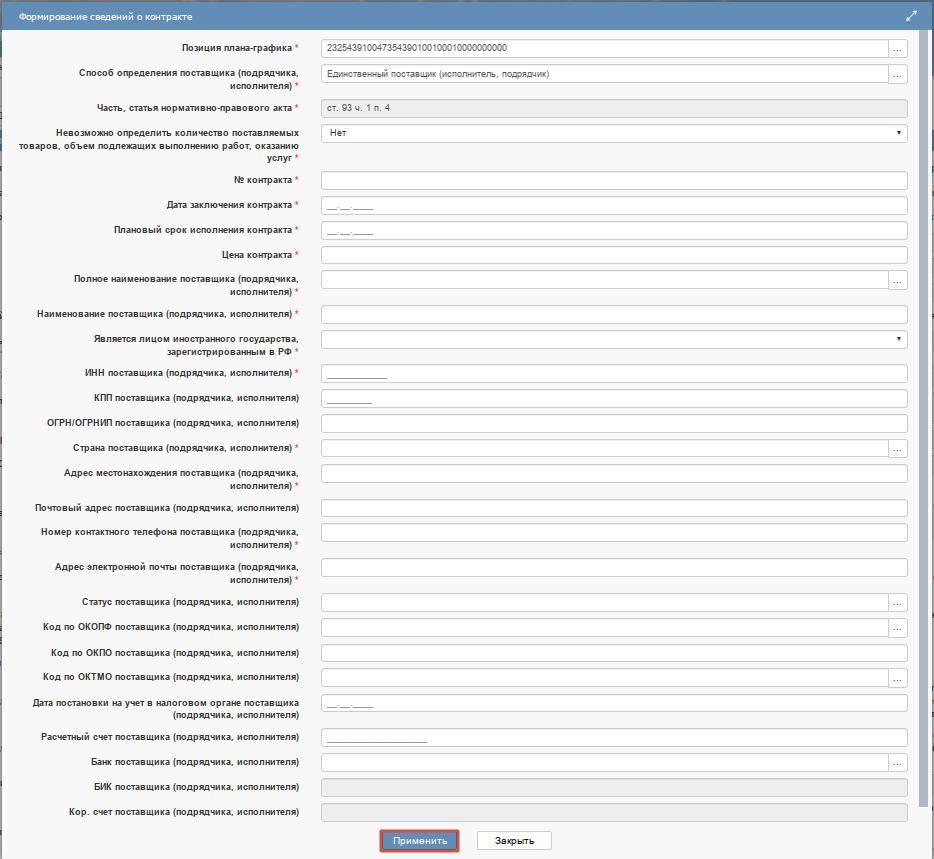 Формирование сведений о контракте
Позиция плана-графика * 232543910047354390100100010000000000 ...
Способ определения поставщика (подрядчика,
исполнителя) * Единственный поставщик (исполнитель, подрядчик) ...
Часть, статья нормативно-правового акта * ст. 93 ч. 1 п. 4
Невозможно определить количество поставляемых
товаров, объем подлежащих выполнению работ, оказанию
услуг * Нет
№ контракта *
Дата заключения контракта * __.__.____
Плановый срок исполнения контракта * __.__.____
Цена контракта *
Полное наименование поставщика (подрядчика,
исполнителя) * ...
Наименование поставщика (подрядчика, исполнителя) *
Является лицом иностранного государства,
зарегистрированным в РФ *
ИНН поставщика (подрядчика, исполнителя) * ____________
КПП поставщика (подрядчика, исполнителя) _________
ОГРН/ОГРНИП поставщика (подрядчика, исполнителя)
Страна поставщика (подрядчика, исполнителя) * ...
Адрес местонахождения поставщика (подрядчика,
исполнителя) *
Почтовый адрес поставщика (подрядчика, исполнителя)
Номер контактного телефона поставщика (подрядчика,
исполнителя) *
Адрес электронной почты поставщика (подрядчика,
исполнителя) *
Статус поставщика (подрядчика, исполнителя) ...
Код по ОКОПФ поставщика (подрядчика, исполнителя) ...
Код по ОКПО поставщика (подрядчика, исполнителя)
Код по ОКТМО поставщика (подрядчика, исполнителя) ...
Дата постановки на учет в налоговом органе поставщика
(подрядчика, исполнителя) __.__.____
Расчетный счет поставщика (подрядчика, исполнителя) ____________________
Банк поставщика (подрядчика, исполнителя) ...
БИК поставщика (подрядчика, исполнителя)
Кор. счет поставщика (подрядчика, исполнителя)
Применить Закрыть